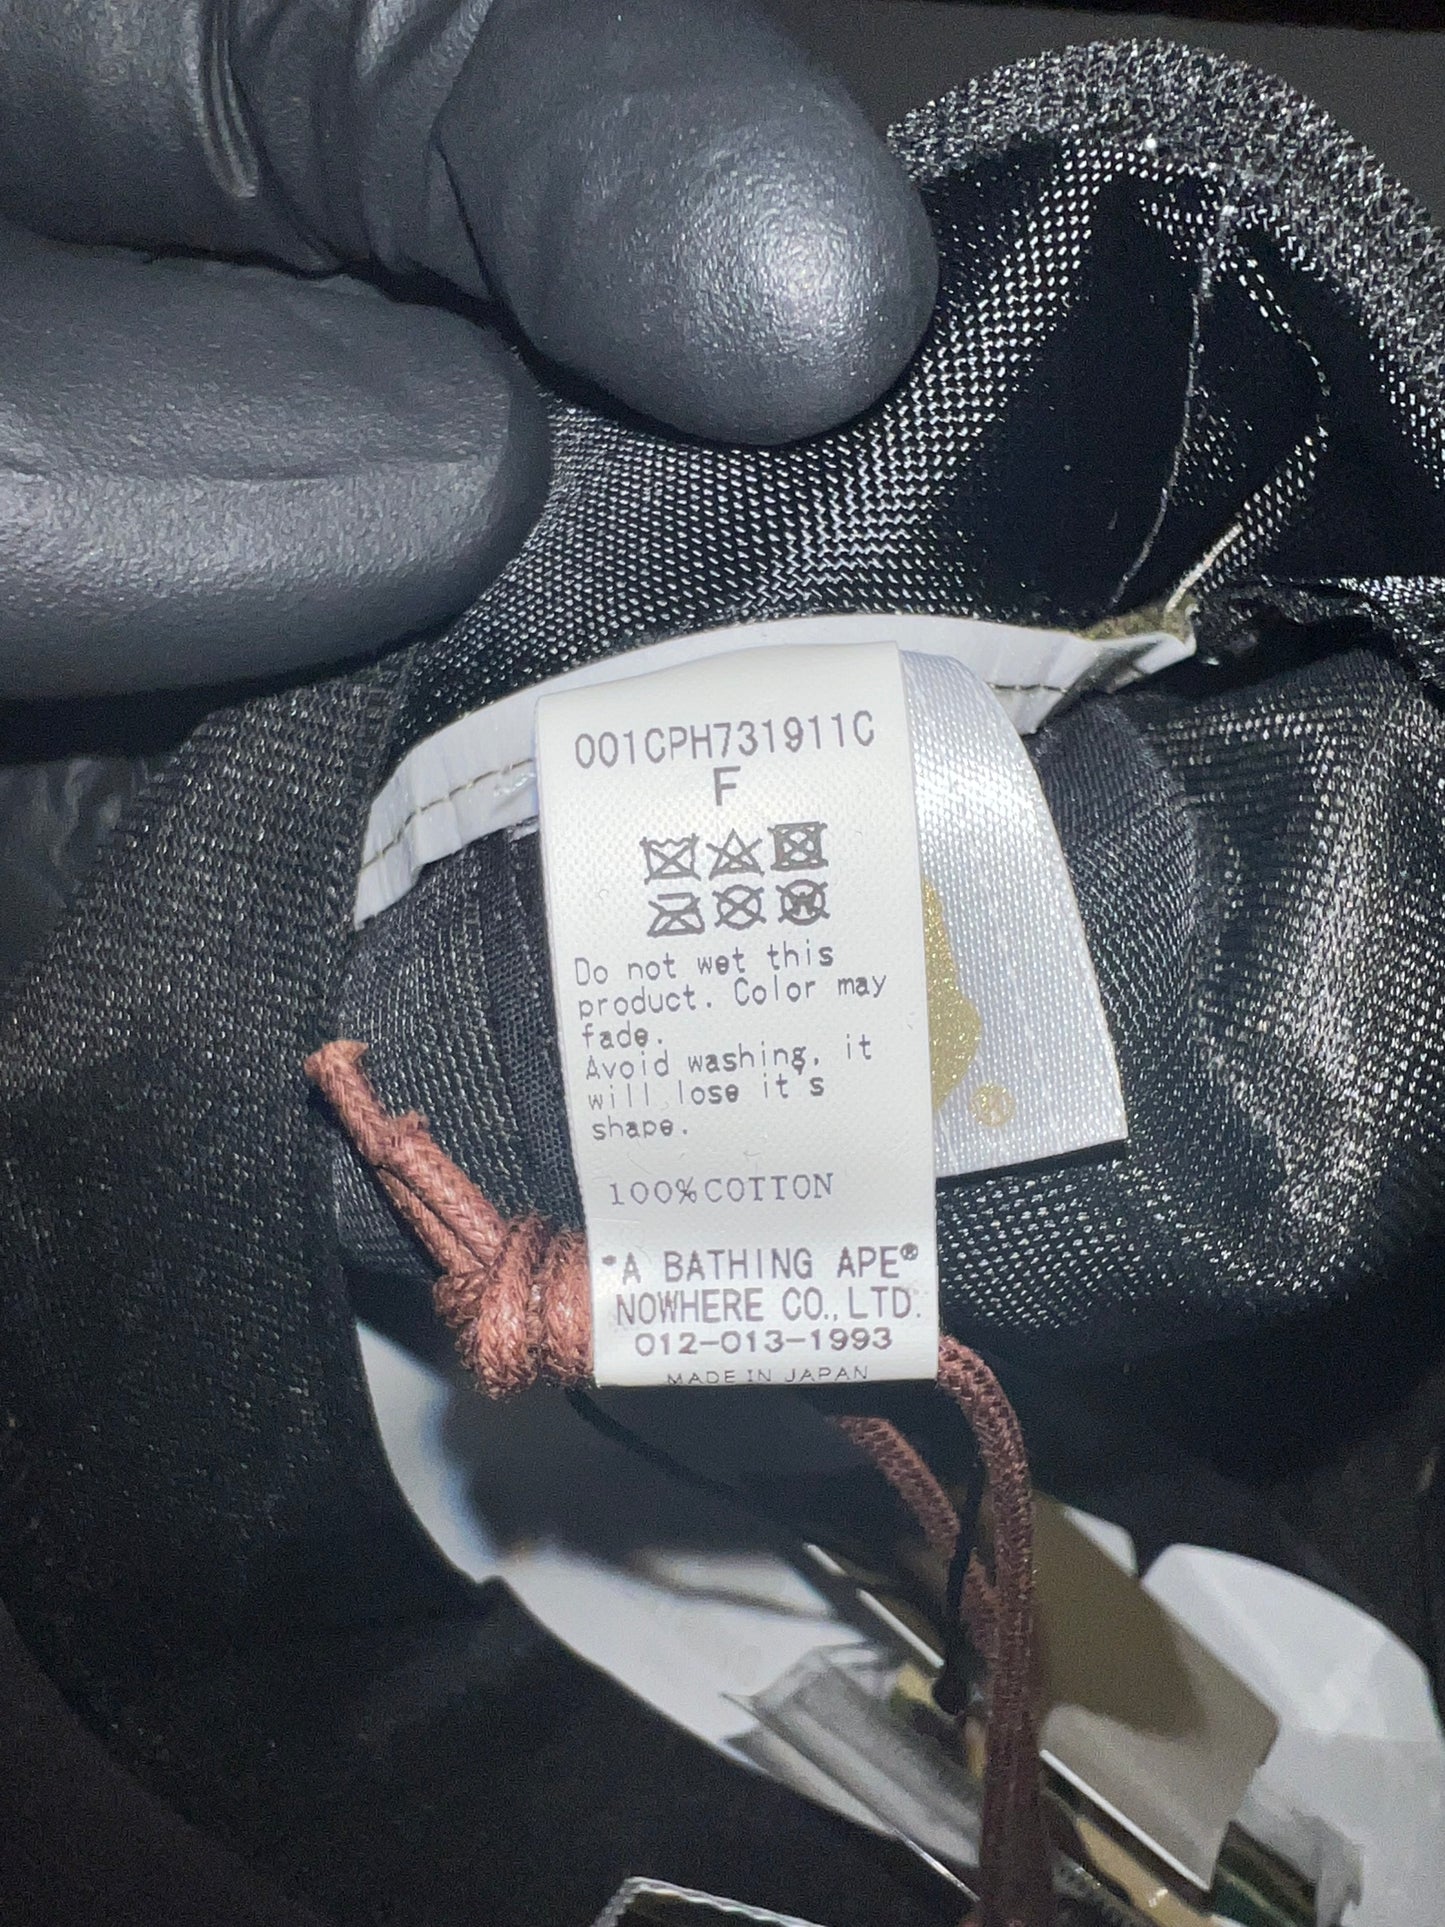 001CPH731911C
F
Do not wet this
product. Color may
fade.
Avoid washing, it
will lose it's
shape.
100%COTTON
"A BATHING APE®
NOWHERE CO.,LTD.
012-013-1993
MADE IN JAPAN
®